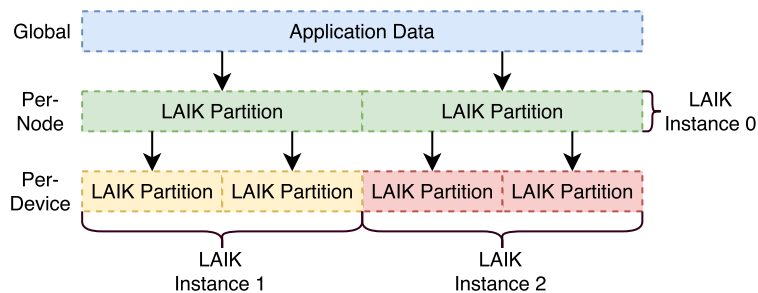 Global
Application Data
Per-
Node
LAIK Partition
LAIK Partition
LAIK
Instance 0
Per-
Device
LAIK Partition
LAIK Partition
LAIK Partition
LAIK Partition
LAIK
Instance 1
LAIK
Instance 2